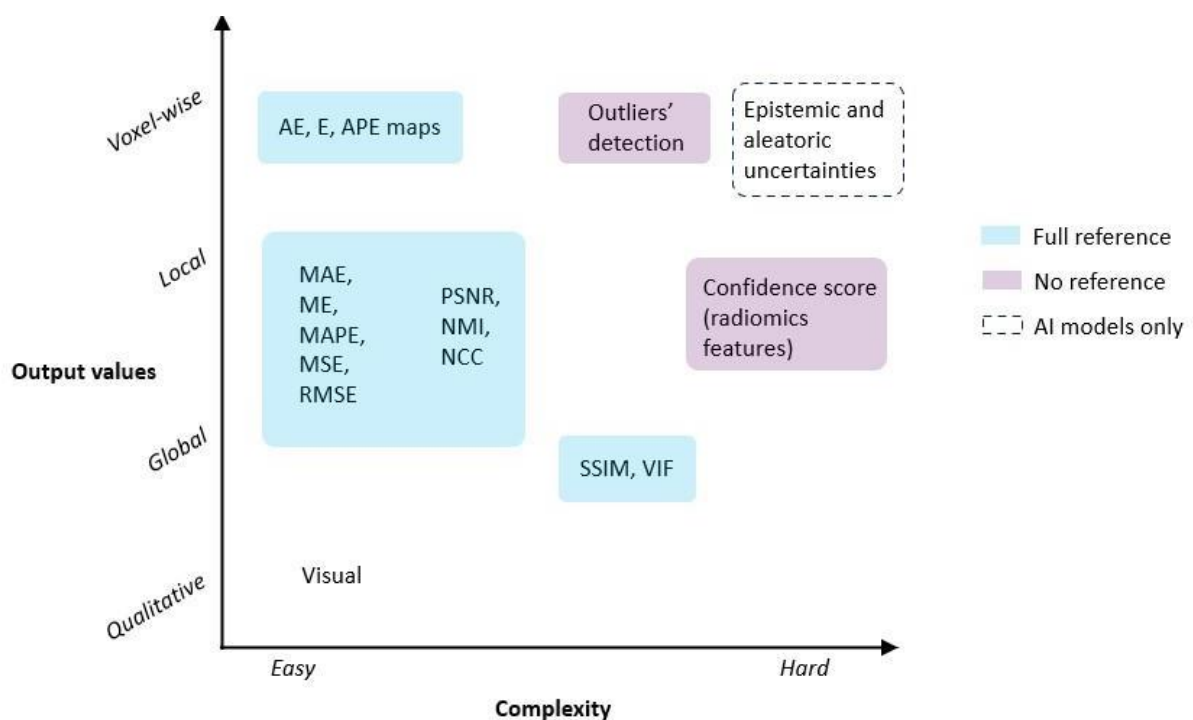 Voxel-wise
AE, E, APE maps
Outliers’
detection
Epistemic and
aleatoric
uncertainties
Local
MAE,
ME,
MAPE,
MSE,
RMSE
PSNR,
NMI,
NCC
Confidence score
(radiomics
features)
Full reference
No reference
AI models only
Output values
Global
SSIM, VIF
Qualitative
Visual
Easy
Hard
Complexity